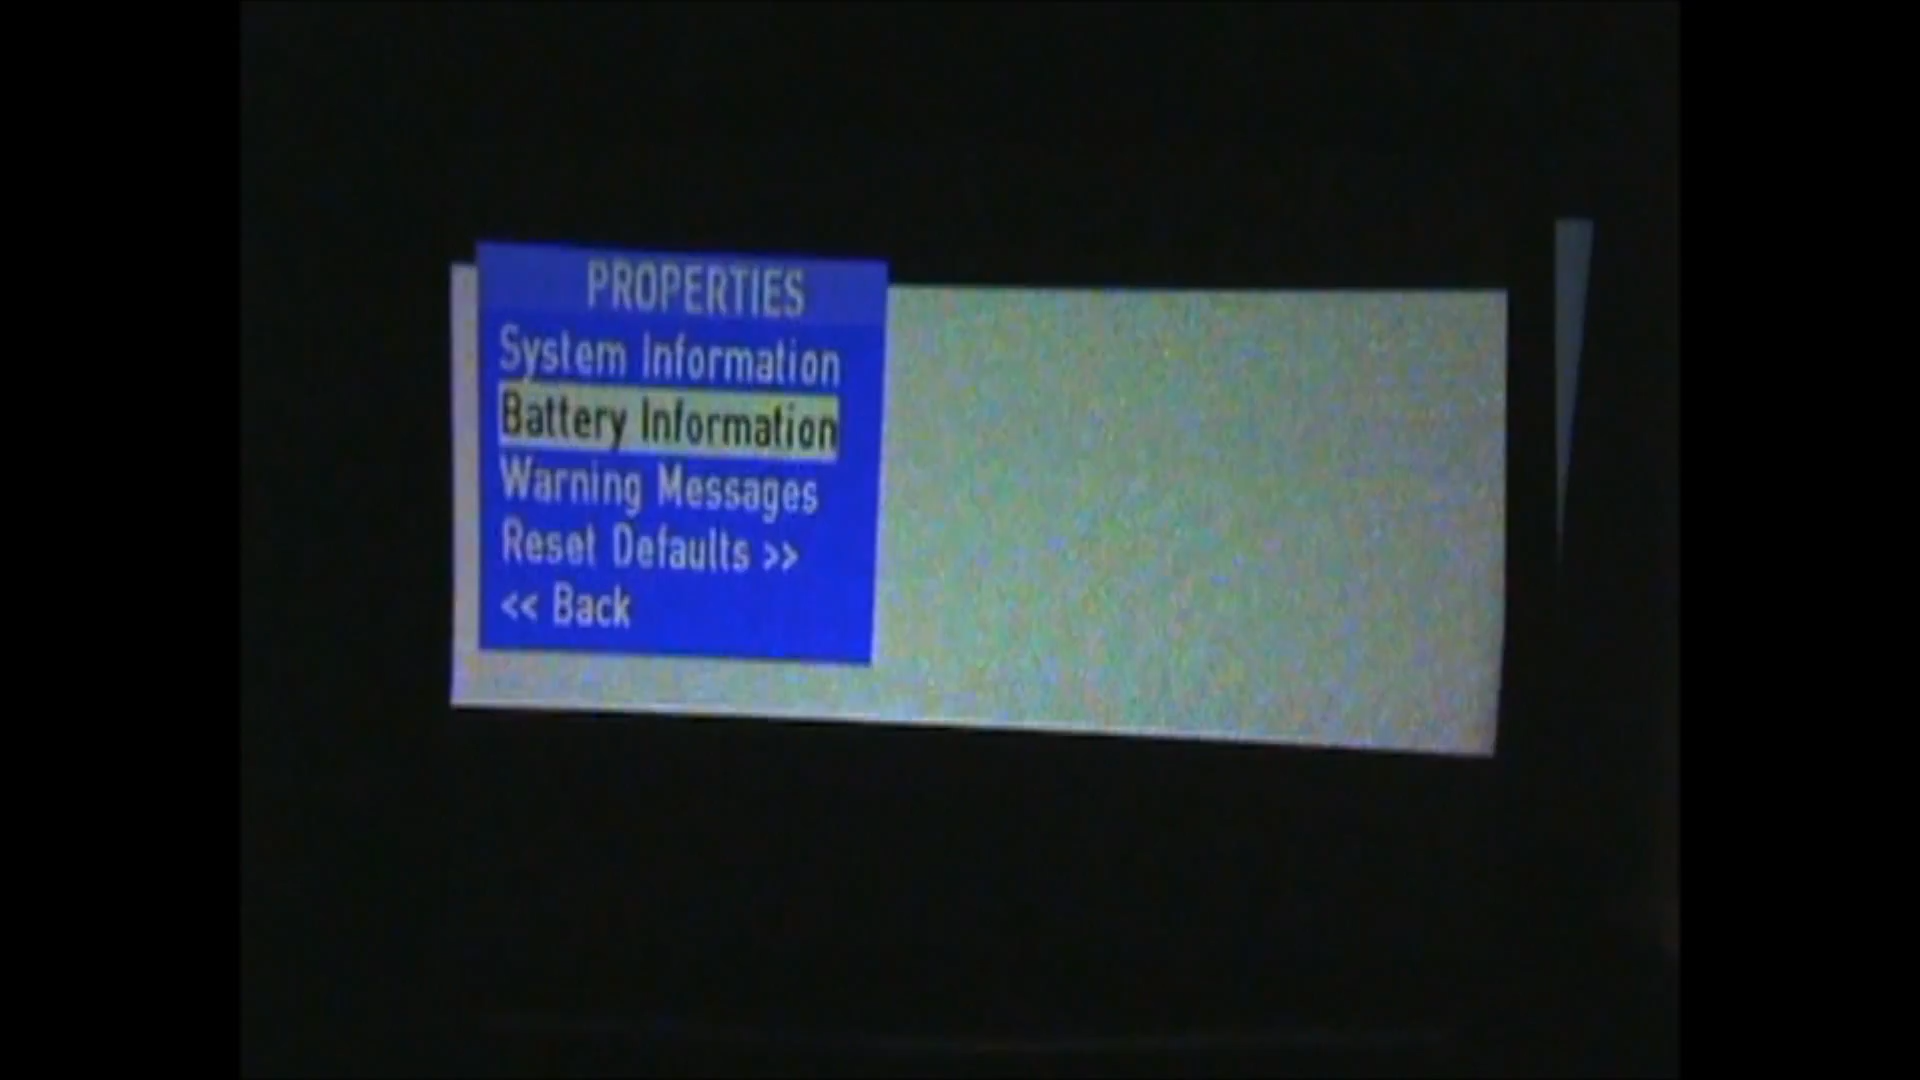 PROPERTIES
System Information
Battery Information
Warning Messages
Reset Defaults >>
<< Back